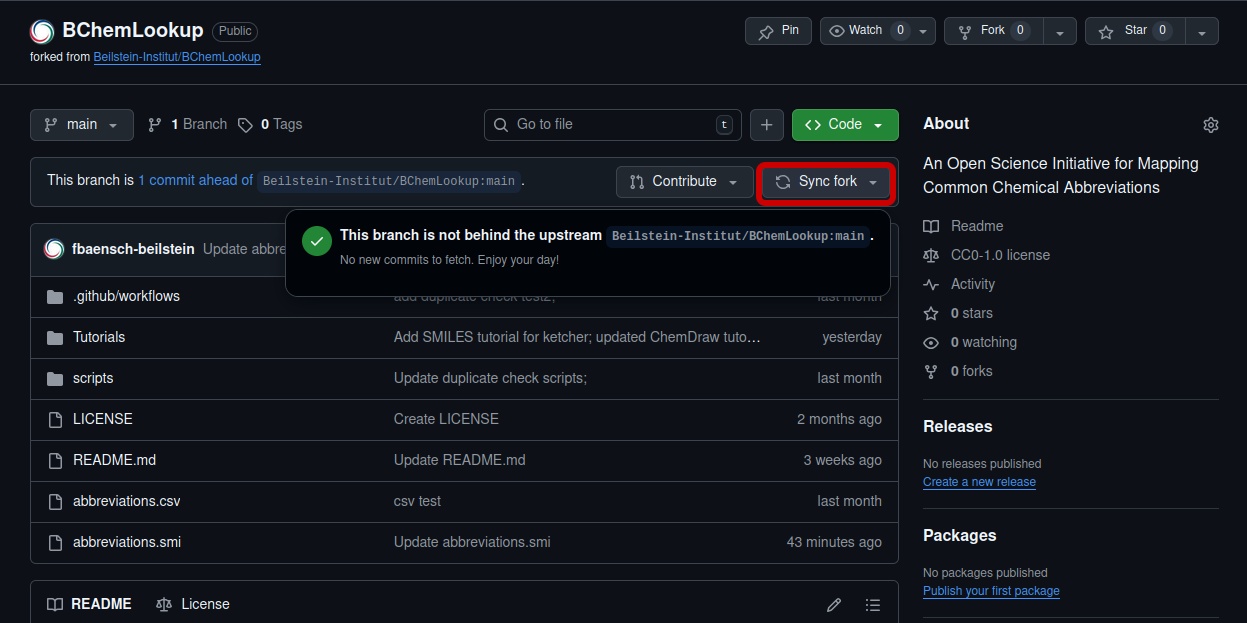 BChemLookup Public
Pin
Watch 0
Fork 0
Star 0
forked from Beilstein-Institut/BChemLookup
main
1 Branch
0 Tags
Go to file
t
Code
This branch is 1 commit ahead of Beilstein-Institut/BChemLookup:main .
Contribute
Sync fork
This branch is not behind the upstream Beilstein-Institut/BChemLookup:main .
No new commits to fetch. Enjoy your day!
fbaensch-beilstein Update abbre
.github/workflows add duplicate check test2; last month
Tutorials Add SMILES tutorial for ketcher; updated ChemDraw tuto… yesterday
scripts Update duplicate check scripts; last month
LICENSE Create LICENSE 2 months ago
README.md Update README.md 3 weeks ago
abbreviations.csv csv test last month
abbreviations.smi Update abbreviations.smi 43 minutes ago
README
License
About
An Open Science Initiative for Mapping
Common Chemical Abbreviations
Readme
CC0-1.0 license
Activity
0 stars
0 watching
0 forks
Releases
No releases published
Create a new release
Packages
No packages published
Publish your first package